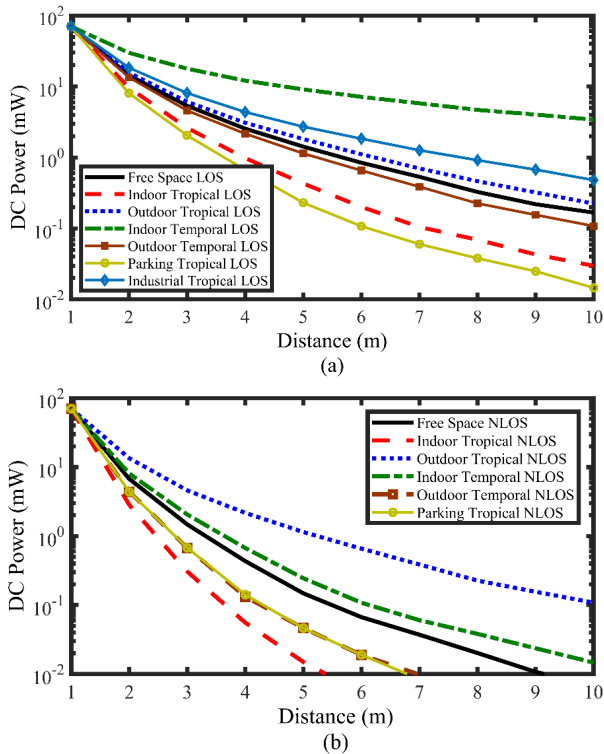 (a)
DC Power (mW)
10^2
10^1
10^0
10^-1
10^-2
Free Space LOS
Indoor Tropical LOS
Outdoor Tropical LOS
Indoor Temporal LOS
Outdoor Temporal LOS
Parking Tropical LOS
Industrial Tropical LOS
1 2 3 4 5 6 7 8 9 10
Distance (m)
(a)
DC Power (mW)
10^2
10^1
10^0
10^-1
10^-2
Free Space NLOS
Indoor Tropical NLOS
Outdoor Tropical NLOS
Indoor Temporal NLOS
Outdoor Temporal NLOS
Parking Tropical NLOS
1 2 3 4 5 6 7 8 9 10
Distance (m)
(b)